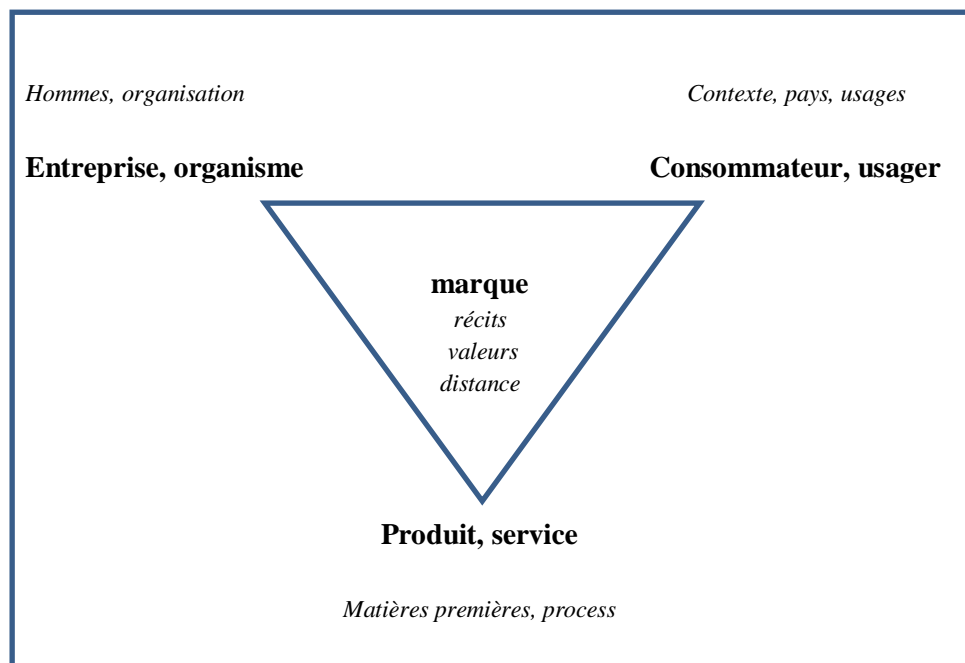 Hommes, organisation
Contexte, pays, usages
Entreprise, organisme
Consommateur, usager
marque
récits
valeurs
distance
Produit, service
Matières premières, process